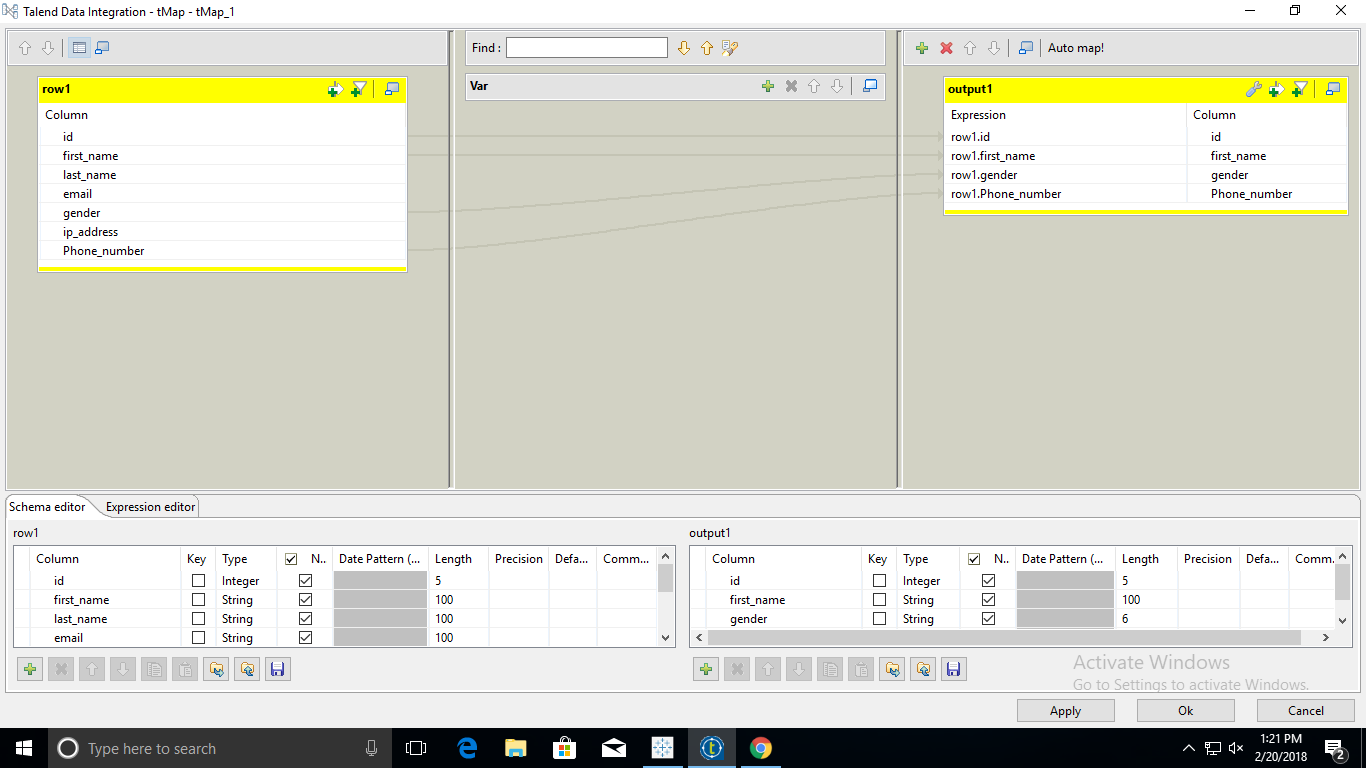 Talend Data Integration - tMap - tMap_1
Find :
Auto map!
row1
Column
id
first_name
last_name
email
gender
ip_address
Phone_number
Var
output1
Expression Column
row1.id id
row1.first_name first_name
row1.gender gender
row1.Phone_number Phone_number
Schema editor Expression editor
row1
Column Key Type N.. Date Pattern (... Length Precision Defa... Comm...
id Integer 5
first_name String 100
last_name String 100
email String 100
output1
Column Key Type N.. Date Pattern (... Length Precision Defa... Comm.
id Integer 5
first_name String 100
gender String 6
Activate Windows
Go to Settings to activate Windows.
Apply Ok Cancel
Type here to search
1:21 PM
2/20/2018
2